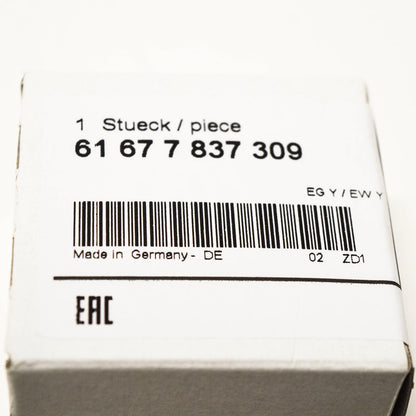 1 Stueck / piece
61 67 7 837 309
EG Y / EW Y
Made in Germany - DE 02 ZD1
EAC